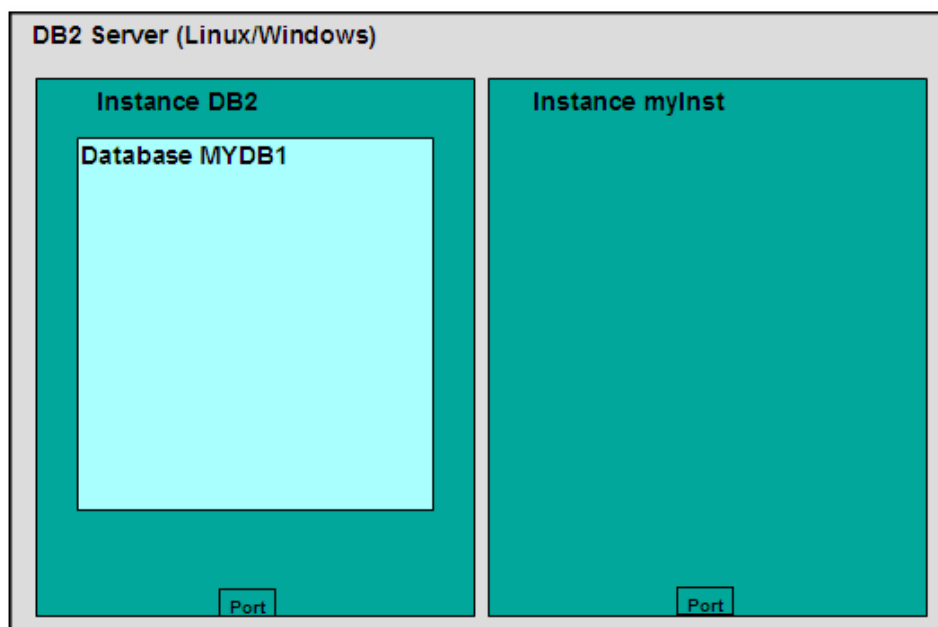 DB2 Server (Linux/Windows)
Instance DB2
Database MYDB1
Port
Instance myInst
Port